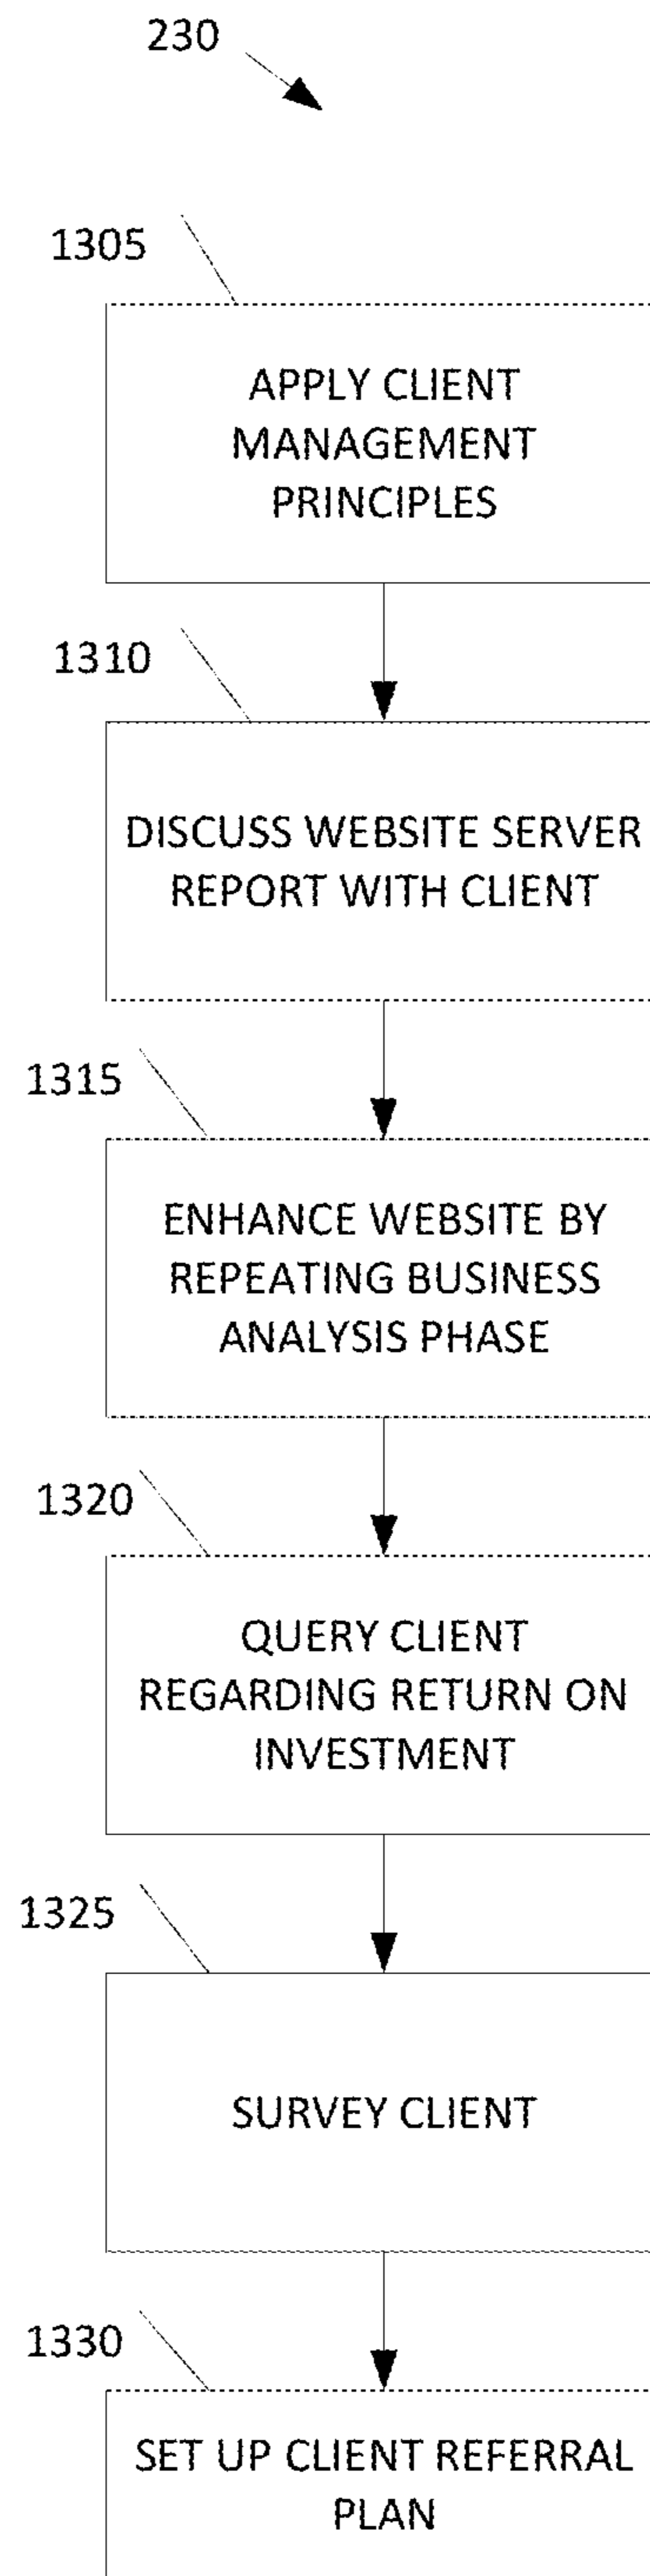 230
1305
APPLY CLIENT
MANAGEMENT
PRINCIPLES
1310
DISCUSS WEBSITE SERVER
REPORT WITH CLIENT
1315
ENHANCE WEBSITE BY
REPEATING BUSINESS
ANALYSIS PHASE
1320
QUERY CLIENT
REGARDING RETURN ON
INVESTMENT
1325
SURVEY CLIENT
1330
SET UP CLIENT REFERRAL
PLAN